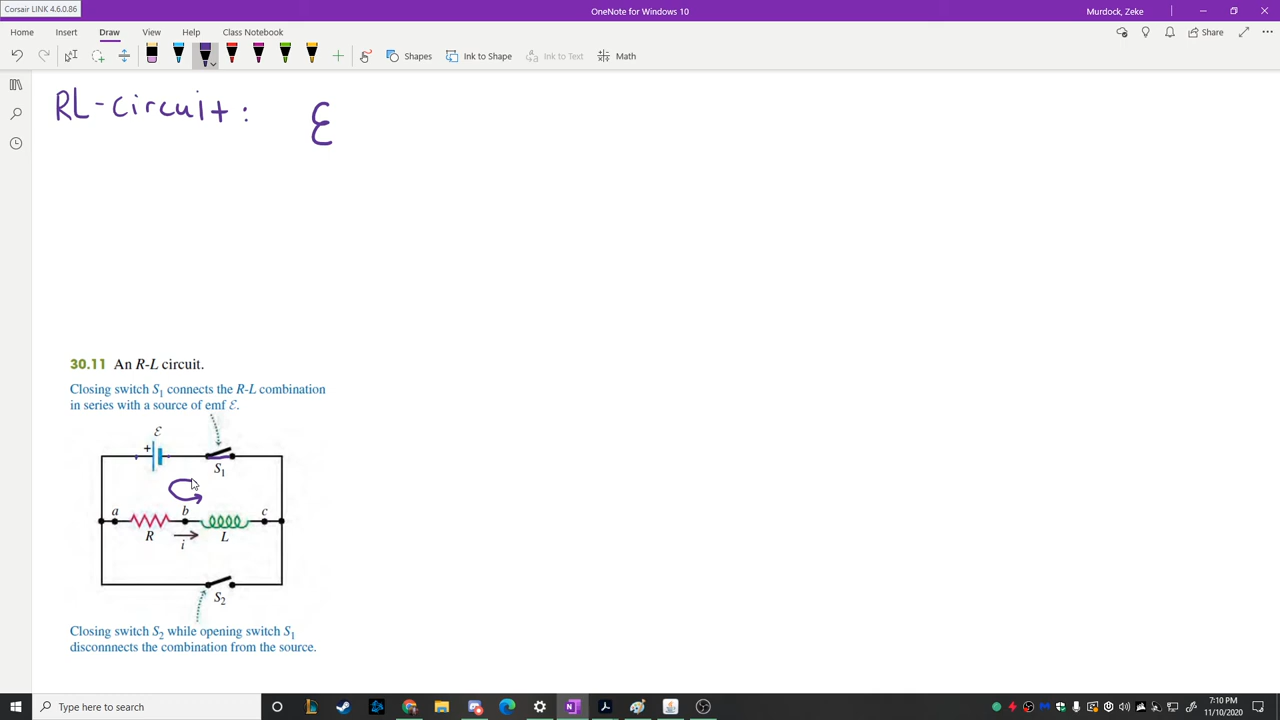 Corsair LINK 4.6.0.86
OneNote for Windows 10
Murdock, Zeke
Home Insert Draw View Help Class Notebook
Share
Shapes Ink to Shape Ink to Text Math
RL-circuit: ℰ
30.11 An R-L circuit.
Closing switch S₁ connects the R-L combination
in series with a source of emf ℰ.
ℰ
+
S₁
a b c
R i L
S₂
Closing switch S₂ while opening switch S₁
disconnnects the combination from the source.
Type here to search
7:10 PM
11/10/2020